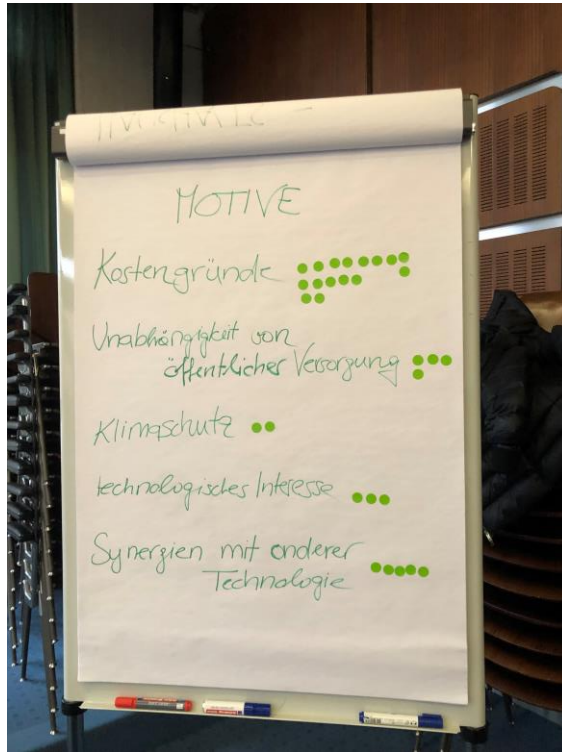 MOTIVE
Kostengründe
Unabhängigkeit von
öffentlicher Versorgung
Klimaschutz
technologisches Interesse
Synergien mit anderer
Technologie